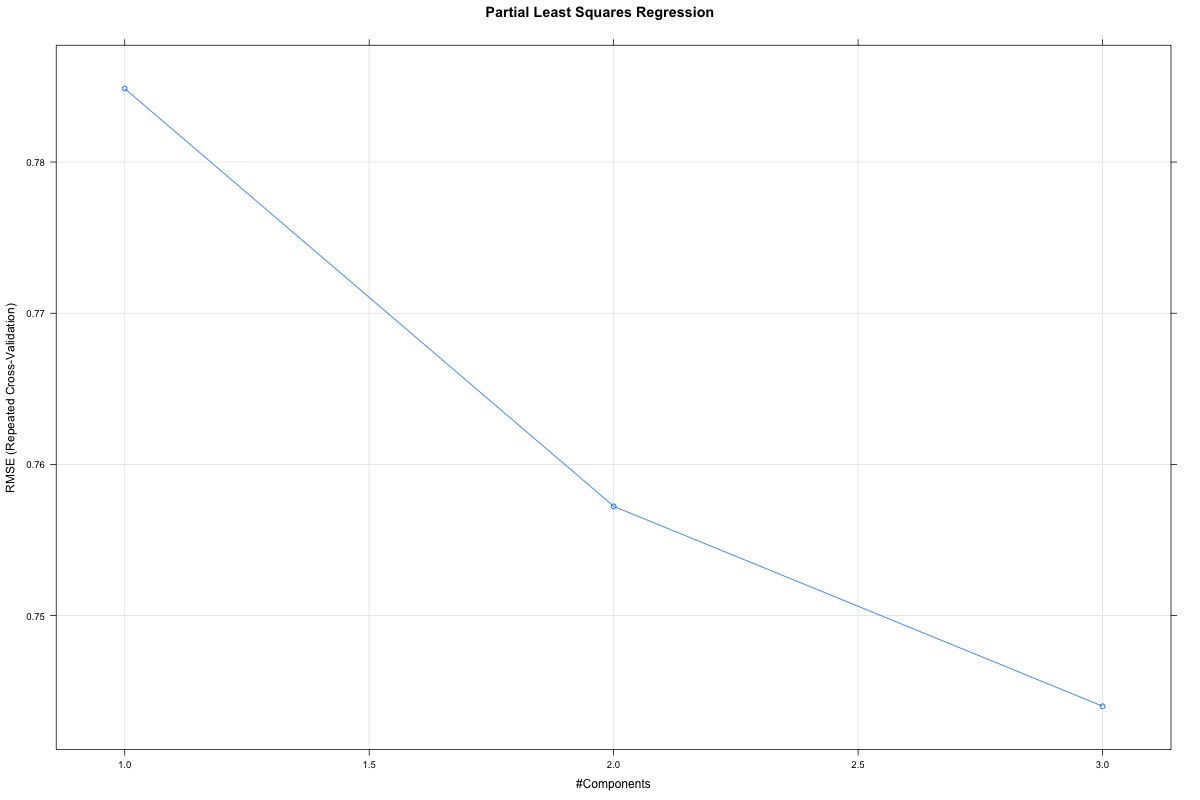 Partial Least Squares Regression
RMSE (Repeated Cross-Validation)
0.78
0.77
0.76
0.75
1.0 1.5 2.0 2.5 3.0
#Components